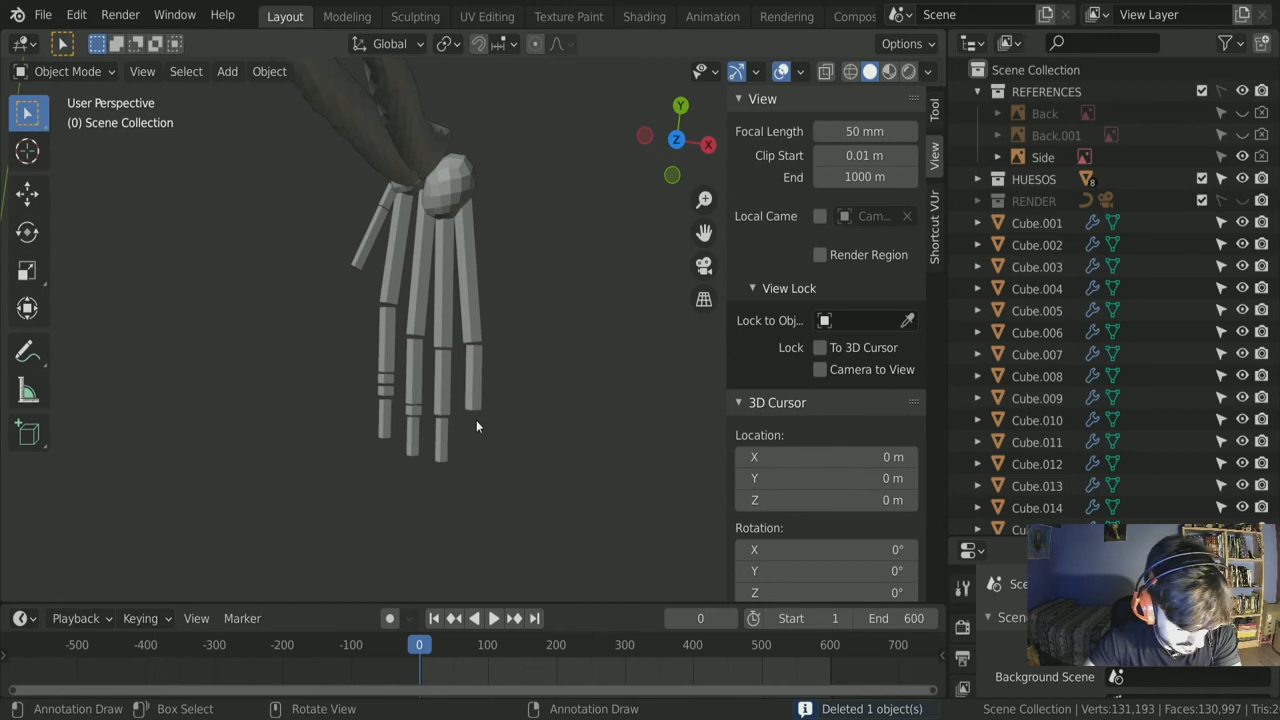 File Edit Render Window Help Layout Modeling Sculpting UV Editing Texture Paint Shading Animation Rendering Compos Scene View Layer
Global Options
Object Mode View Select Add Object
User Perspective
(0) Scene Collection
Y
Z
X
View
Focal Length 50 mm
Clip Start 0.01 m
End 1000 m
Local Came Cam...
Render Region
View Lock
Lock to Obj... 
Lock To 3D Cursor
Camera to View
3D Cursor
Location:
X 0 m
Y 0 m
Z 0 m
Rotation:
X 0°
Y 0°
Z 0°
Tool
View
Shortcut VUr
Scene Collection
REFERENCES
Back
Back.001
Side
HUESOS 8
RENDER
Cube.001
Cube.002
Cube.003
Cube.004
Cube.005
Cube.006
Cube.007
Cube.008
Cube.009
Cube.010
Cube.011
Cube.012
Cube.013
Cube.014
Sce
Scene
Background Scene
Playback Keying View Marker 0 Start 1 End 600
-500 -400 -300 -200 -100 0 100 200 300 400 500 600 700
Annotation Draw Box Select Rotate View Annotation Draw Deleted 1 object(s) Scene Collection | Verts:131,193 | Faces:130,997 | Tris:2